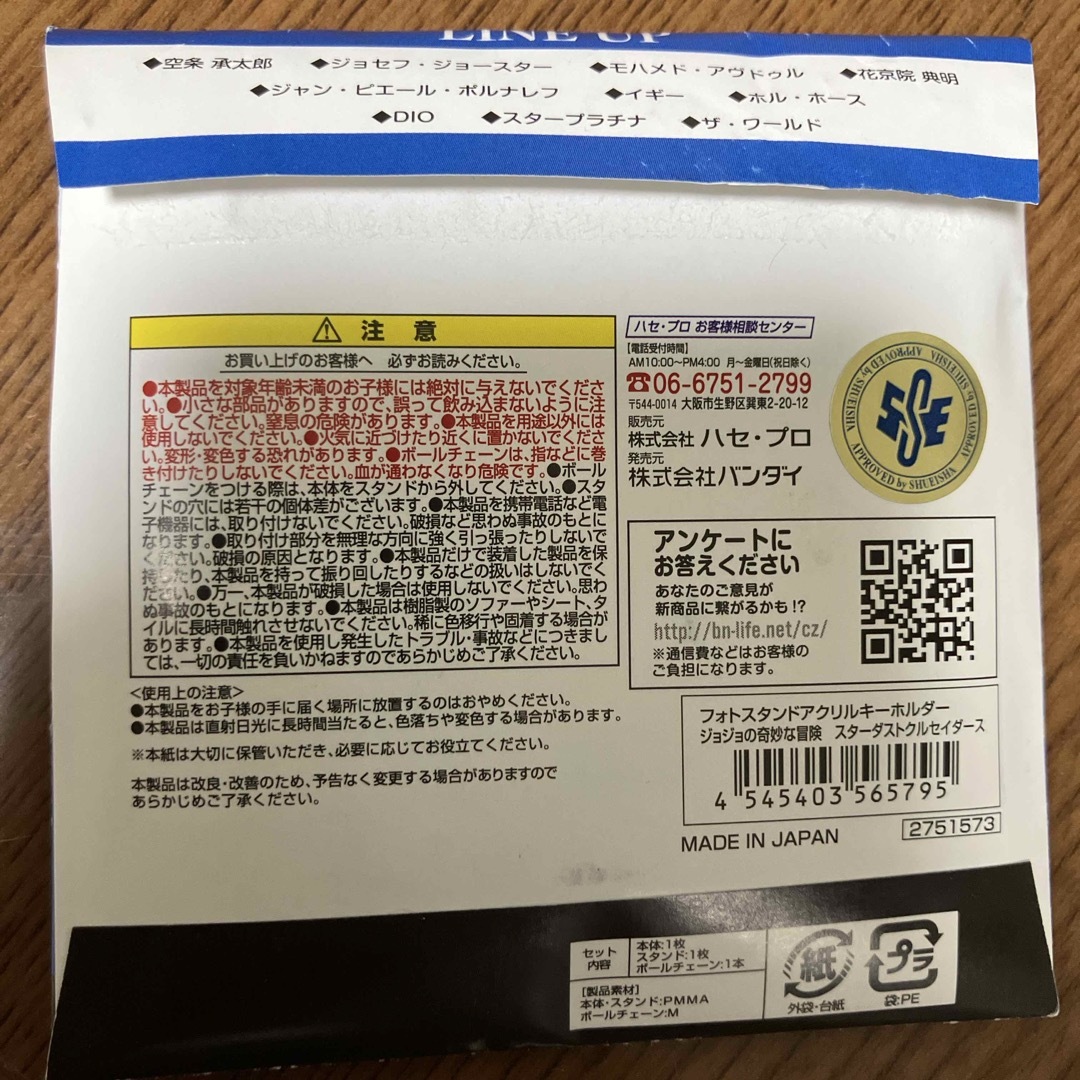 LINE UP
◆空条 承太郎 ◆ジョセフ・ジョースター ◆モハメド・アヴドゥル ◆花京院 典明
◆ジャン・ピエール・ポルナレフ ◆イギー ◆ホル・ホース
◆DIO ◆スタープラチナ ◆ザ・ワールド
注意
お買い上げのお客様へ 必ずお読みください。
●本製品を対象年齢未満のお子様には絶対に与えないでくださ
い。●小さな部品がありますので、誤って飲み込まないように注
意してください。窒息の危険があります。●本製品を用途以外には
使用しないでください。●火気に近づけたり近くに置かないでくださ
い。変形・変色する恐れがあります。●ボールチェーンは、指などに巻
き付けたりしないでください。血が通わなくなり危険です。●ボール
チェーンをつける際は、本体をスタンドから外してください。●スタ
ンドの穴には若干の個体差がございます。●本製品を携帯電話など電
子機器には、取り付けないでください。破損など思わぬ事故のもとに
なります。●取り付け部分を無理な方向に強く引っ張ったりしないで
ください。破損の原因となります。●本製品だけで装着した製品を保
持したり、本製品を持って振り回したりするなどの扱いはしないでく
ださい。●万一、本製品が破損した場合は使用しないでください。思わ
ぬ事故のもとになります。●本製品は樹脂製のソファーやシート、タ
イルに長時間触れさせないでください。稀に色移行や固着する場合が
あります。●本製品を使用し発生したトラブル・事故などにつきまし
ては、一切の責任を負いかねますのであらかじめご了承ください。
<使用上の注意>
●本製品をお子様の手に届く場所に放置するのはおやめください。
●本製品は直射日光に長時間当たると、色落ちや変色する場合があります。
※本紙は大切に保管いただき、必要に応じてお役立てください。
本製品は改良・改善のため、予告なく変更する場合がありますので
あらかじめご了承ください。
ハセ・プロ お客様相談センター
【電話受付時間】
AM10:00~PM4:00 月~金曜日(祝日除く)
☎06-6751-2799
〒544-0014 大阪市生野区巽東2-20-12
販売元
株式会社 ハセ・プロ
発売元
株式会社バンダイ
APPROVED by SHUEISHA
APPROVED by SHUEISHA
APPROVED by SHUEISHA
アンケートに
お答えください
あなたのご意見が
新商品に繋がるかも!?
http://bn-life.net/cz/
※通信費などはお客様の
ご負担になります。
フォトスタンドアクリルキーホルダー
ジョジョの奇妙な冒険 スターダストクルセイダース
4 545403 565795
MADE IN JAPAN
2751573
セット内容
本体:1枚
スタンド:1枚
ボールチェーン:1本
【製品素材】
本体・スタンド:PMMA
ボールチェーン:M
紙
外袋・台紙
プラ
袋:PE